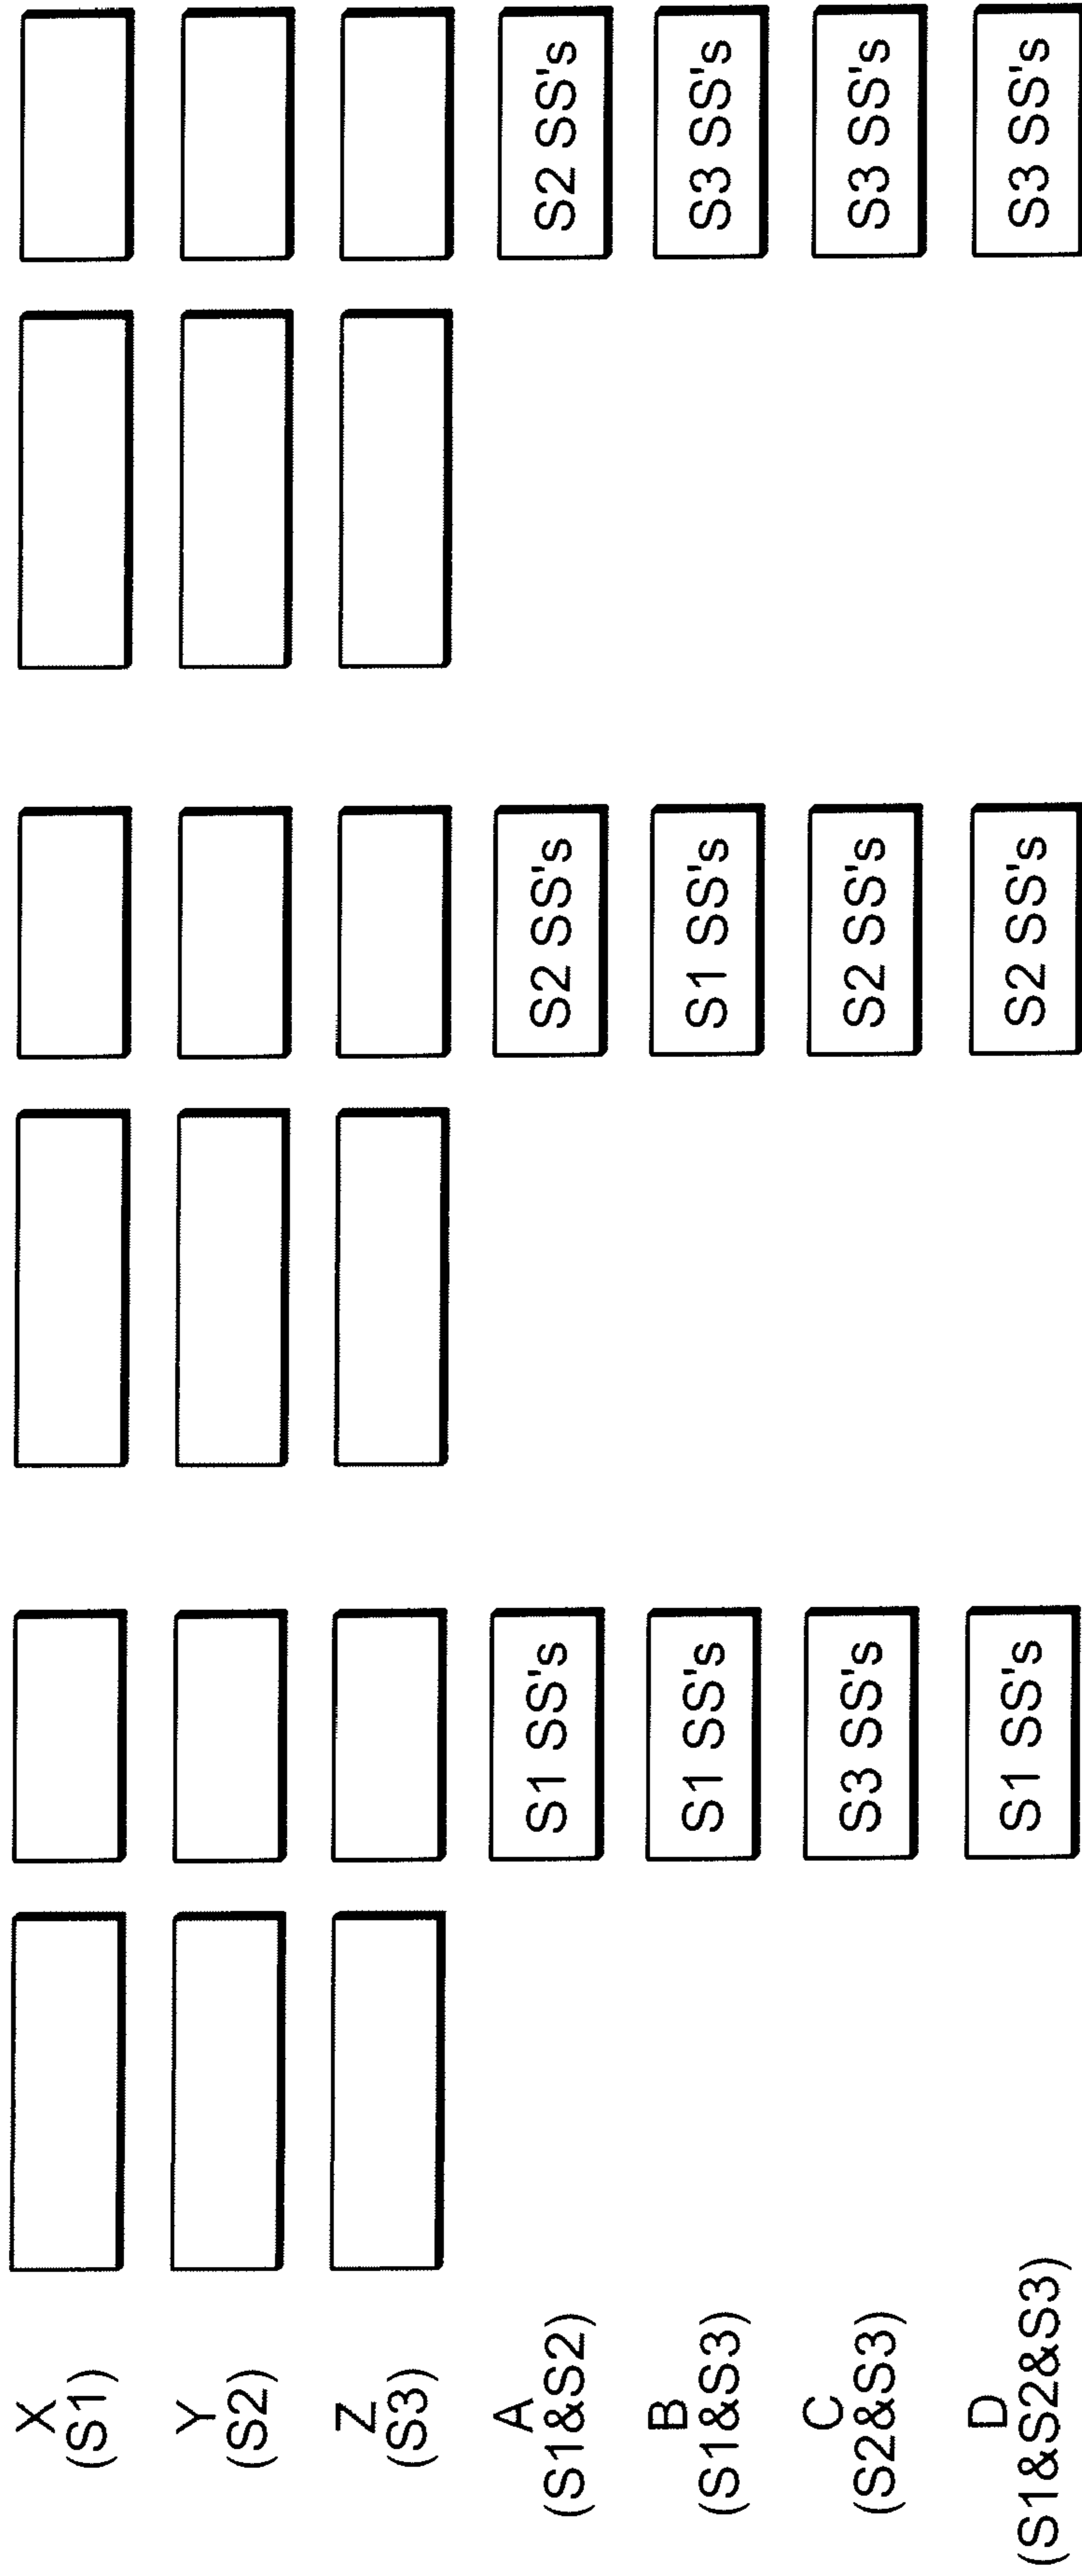 X
(S1)
Y
(S2)
Z
(S3)
A
(S1&S2)
S1 SS's
S2 SS's
S2 SS's
B
(S1&S3)
S1 SS's
S1 SS's
S3 SS's
C
(S2&S3)
S3 SS's
S2 SS's
S3 SS's
D
(S1&S2&S3)
S1 SS's
S2 SS's
S3 SS's